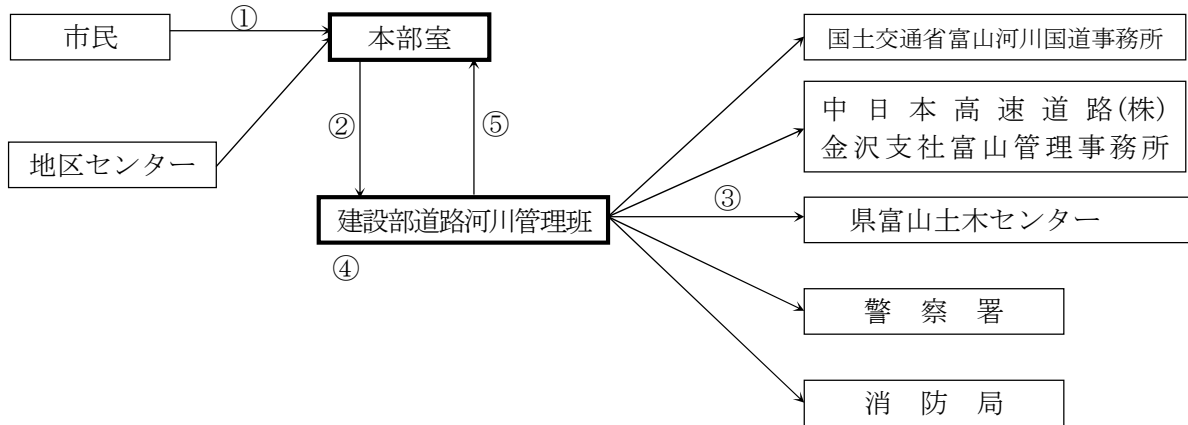 市民
①
本部室
地区センター
②
⑤
建設部道路河川管理班
④
③
国土交通省富山河川国道事務所
中日本高速道路(株)
金沢支社富山管理事務所
県富山土木センター
警察署
消防局